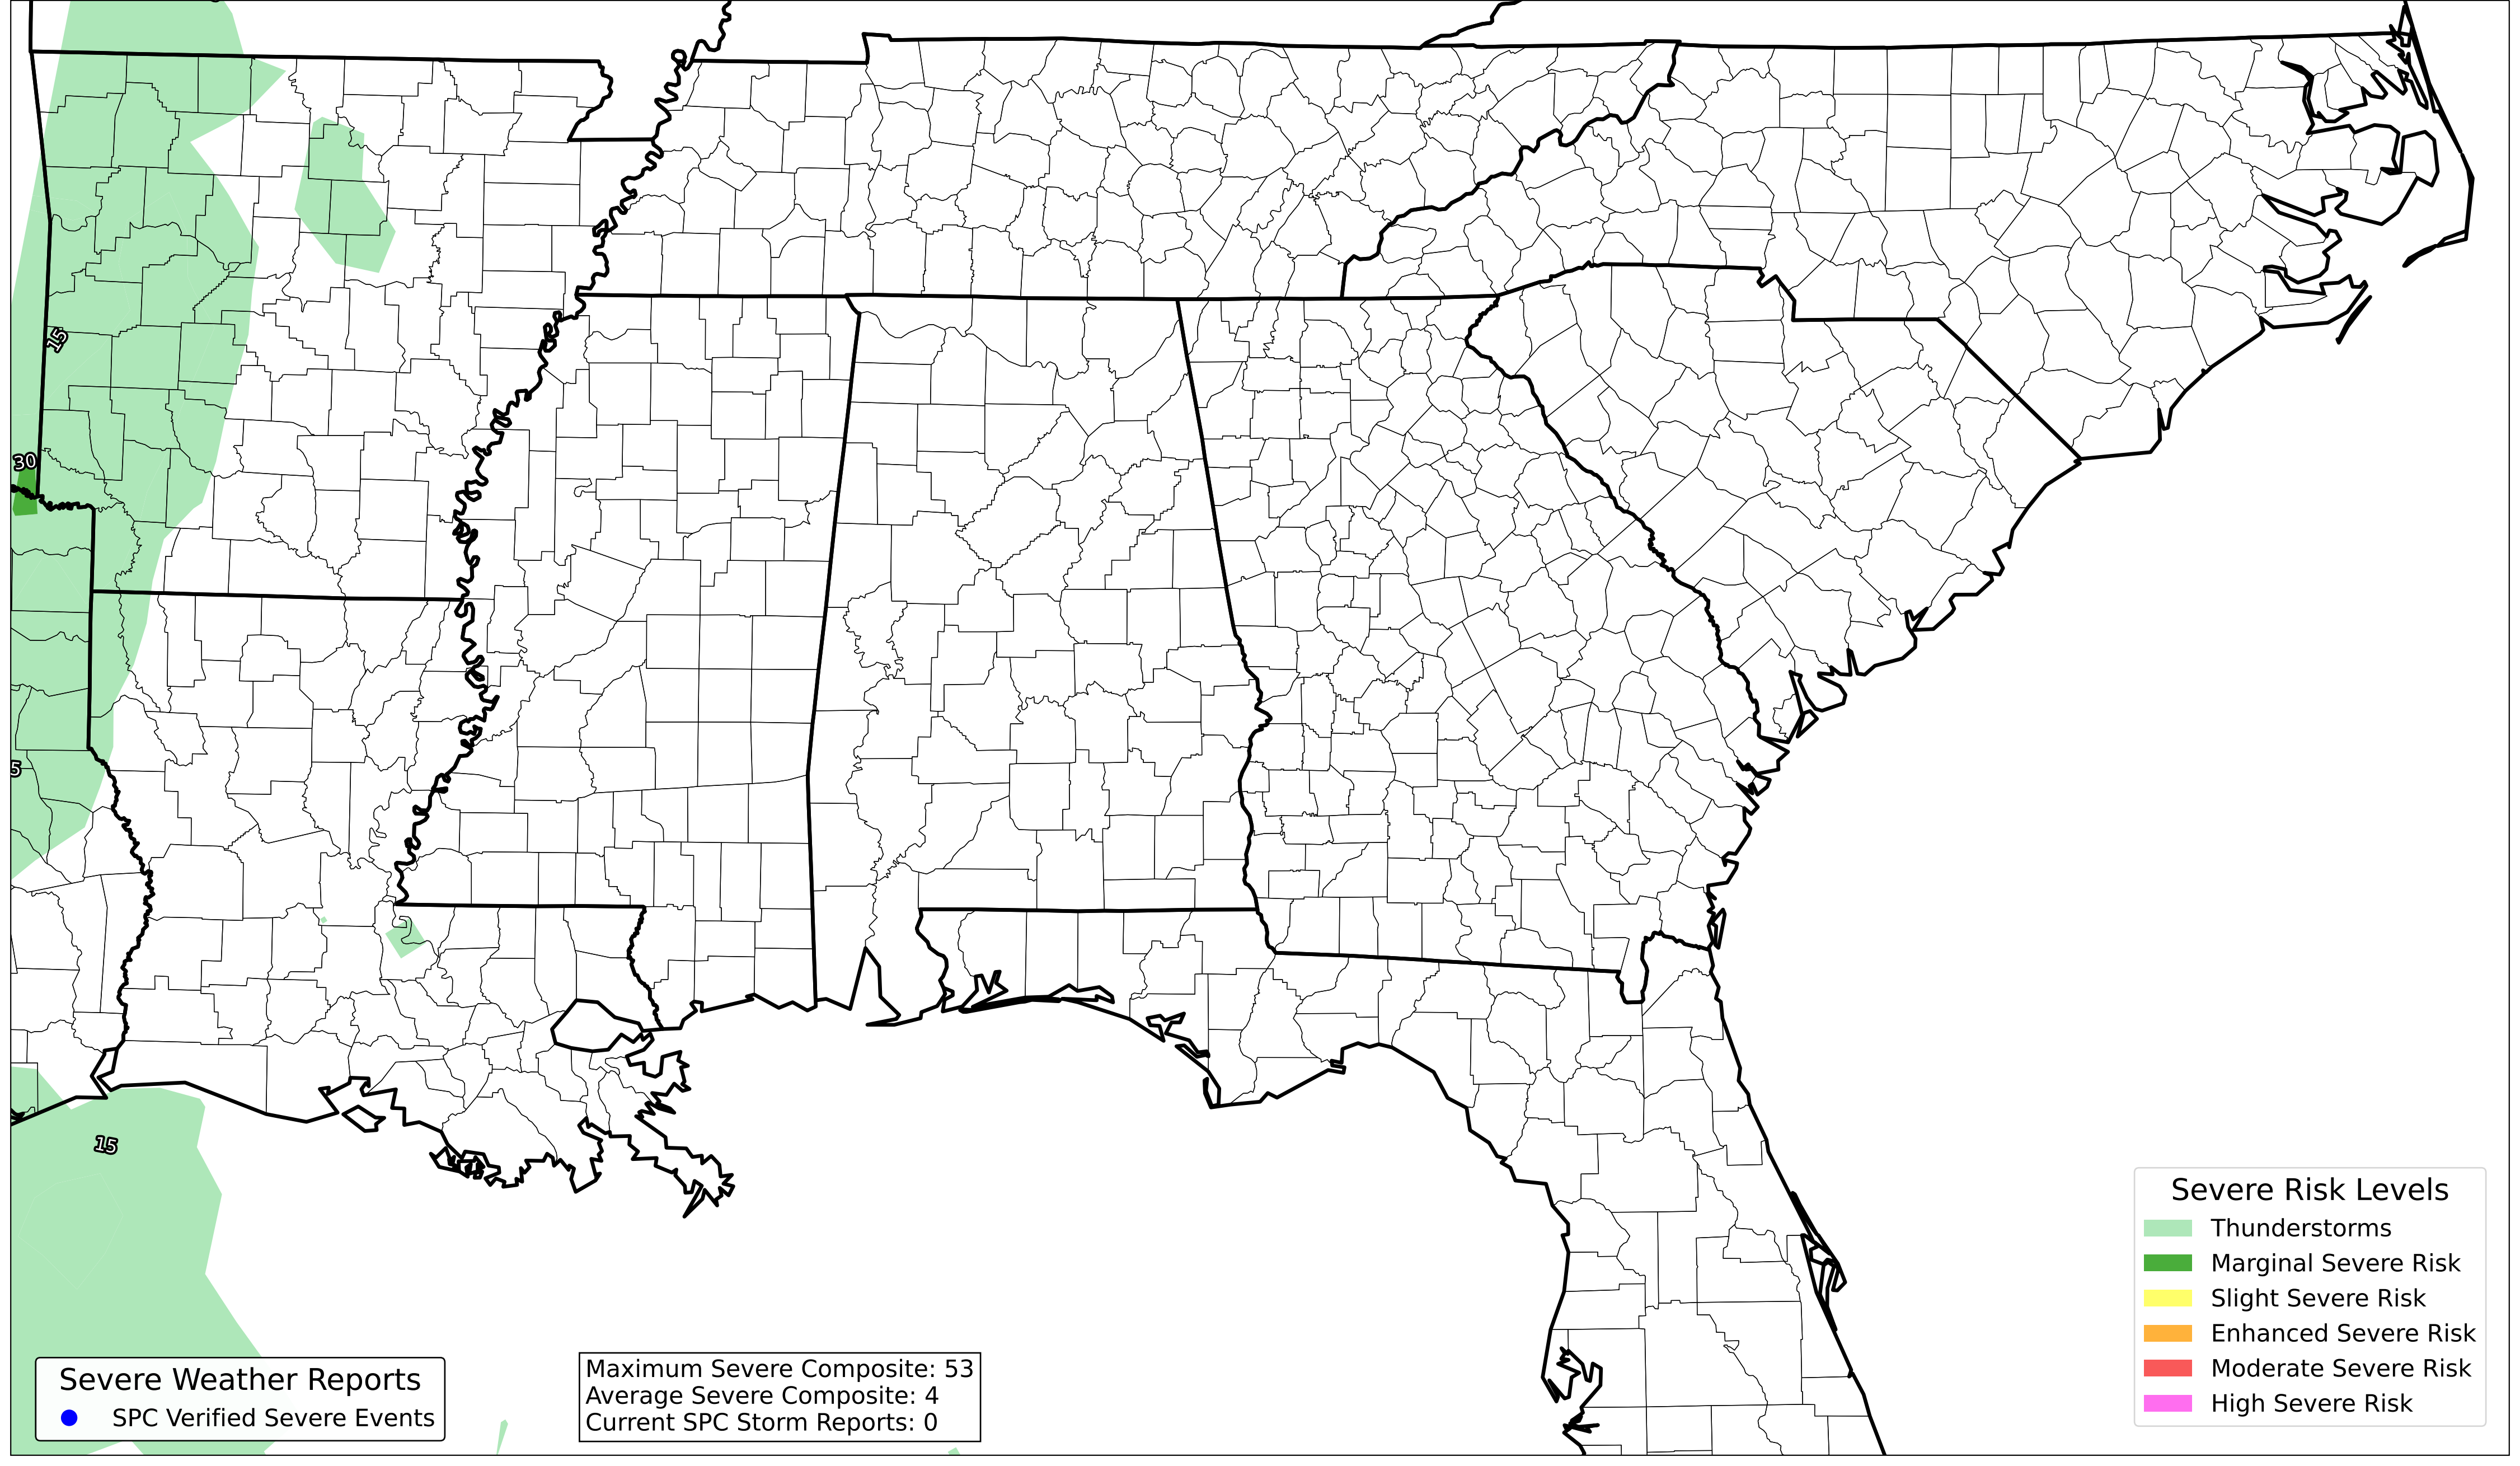 15
30
5
15
Severe Weather Reports
SPC Verified Severe Events
Maximum Severe Composite: 53
Average Severe Composite: 4
Current SPC Storm Reports: 0
Severe Risk Levels
Thunderstorms
Marginal Severe Risk
Slight Severe Risk
Enhanced Severe Risk
Moderate Severe Risk
High Severe Risk